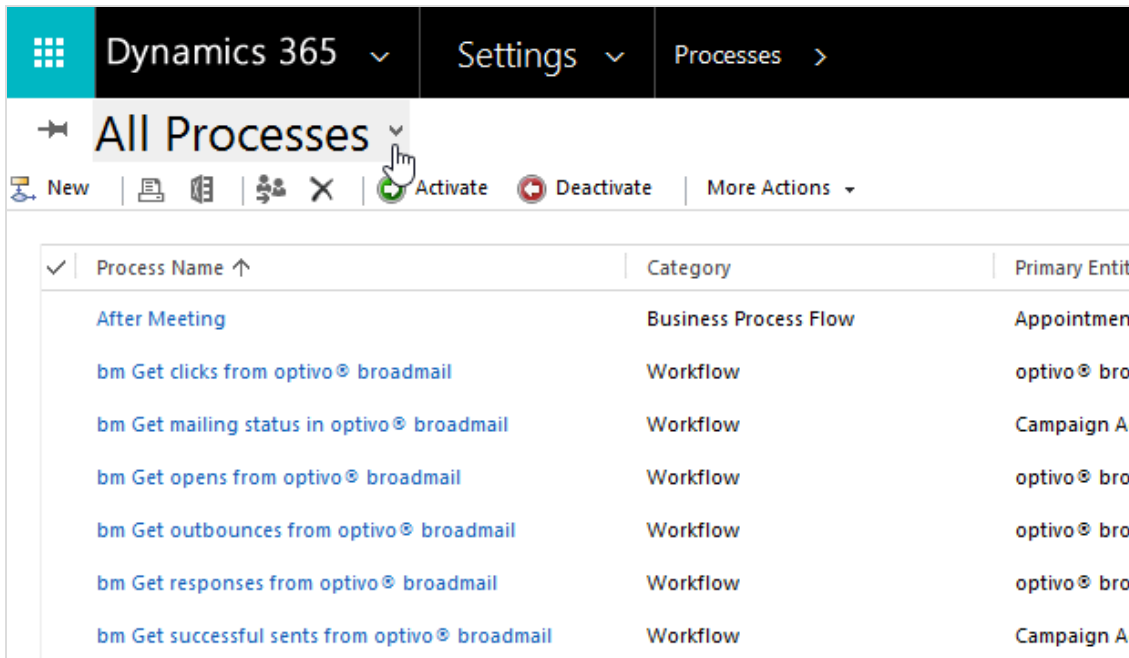 Dynamics 365 Settings Processes
All Processes
New Activate Deactivate More Actions
Process Name Category Primary Entit
After Meeting Business Process Flow Appointmen
bm Get clicks from optivo® broadmail Workflow optivo® bro
bm Get mailing status in optivo® broadmail Workflow Campaign A
bm Get opens from optivo® broadmail Workflow optivo® bro
bm Get outbounces from optivo® broadmail Workflow optivo® bro
bm Get responses from optivo® broadmail Workflow optivo® bro
bm Get successful sents from optivo® broadmail Workflow Campaign A